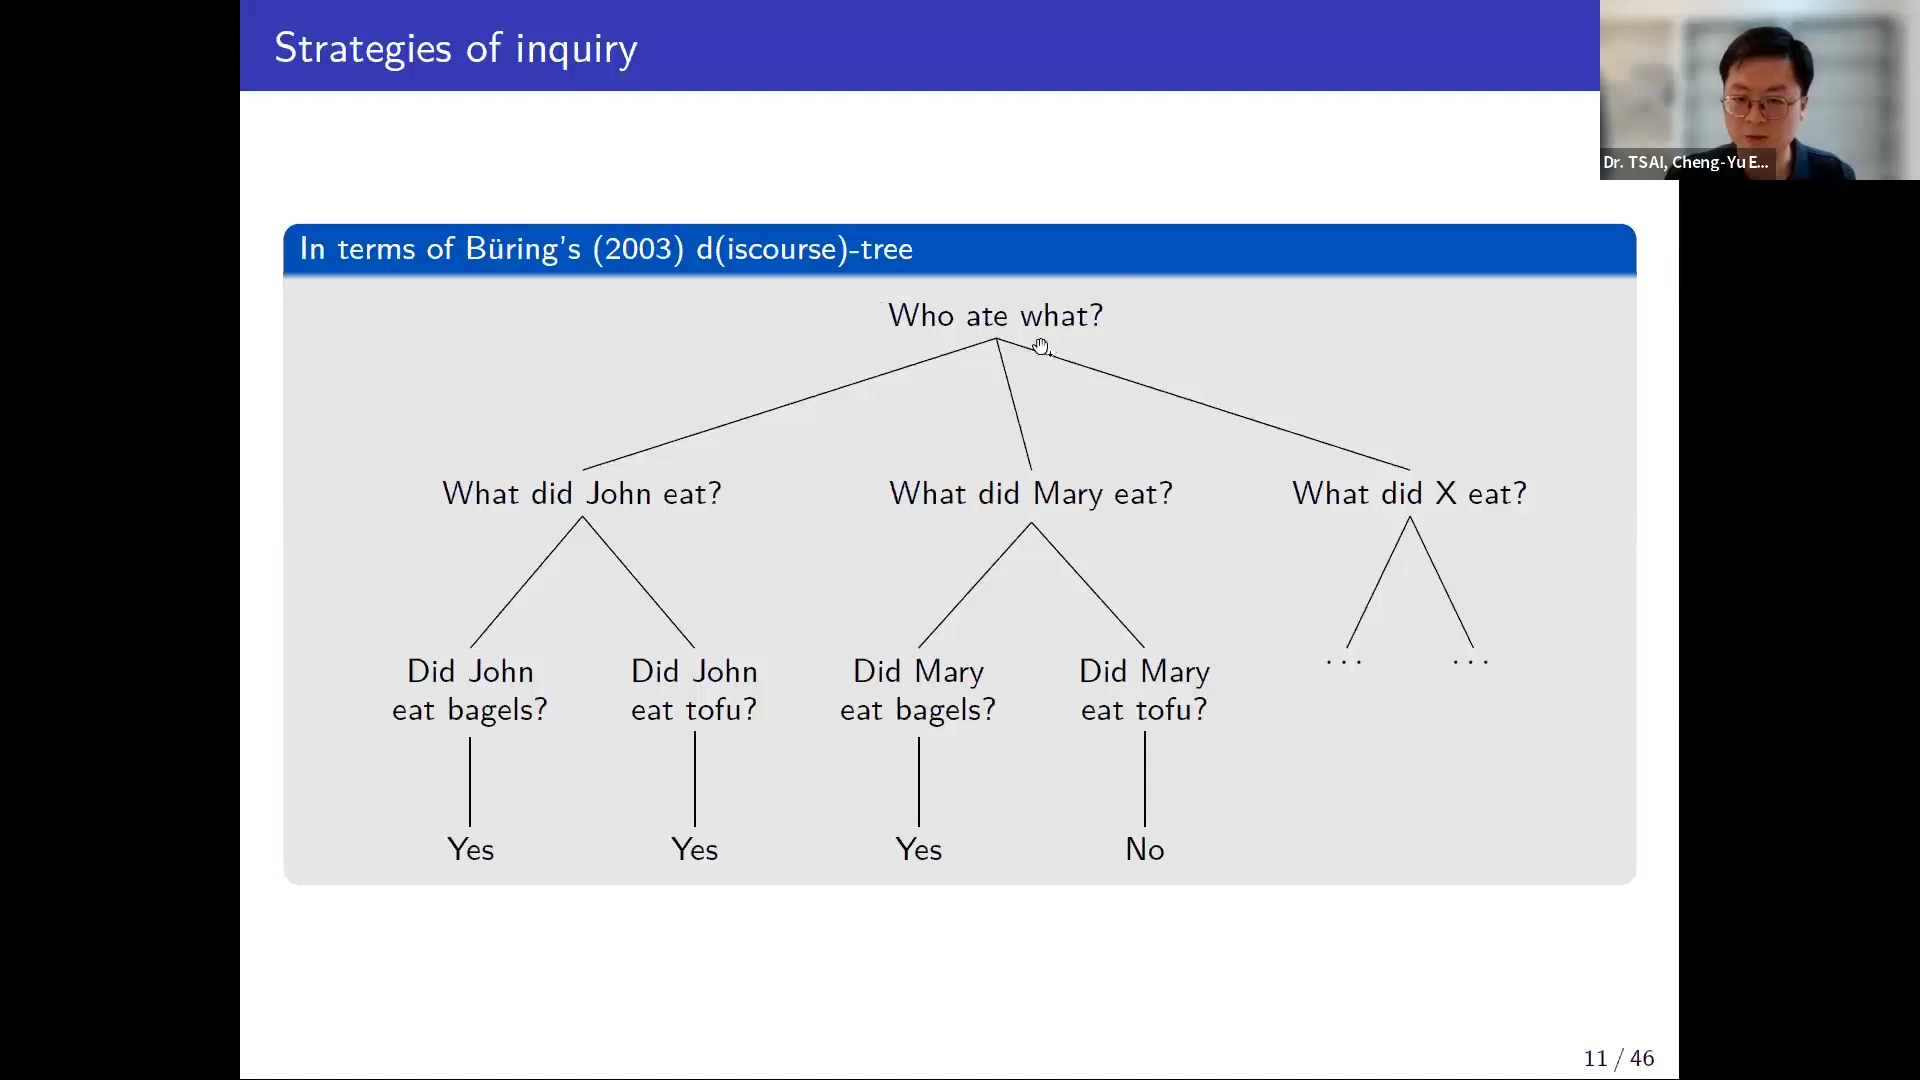 Strategies of inquiry
Dr. TSAI, Cheng-Yu E...
In terms of Büring's (2003) d(iscourse)-tree
Who ate what?
What did John eat?
What did Mary eat?
What did X eat?
Did John
eat bagels?
Did John
eat tofu?
Did Mary
eat bagels?
Did Mary
eat tofu?
...
...
Yes
Yes
Yes
No
11 / 46